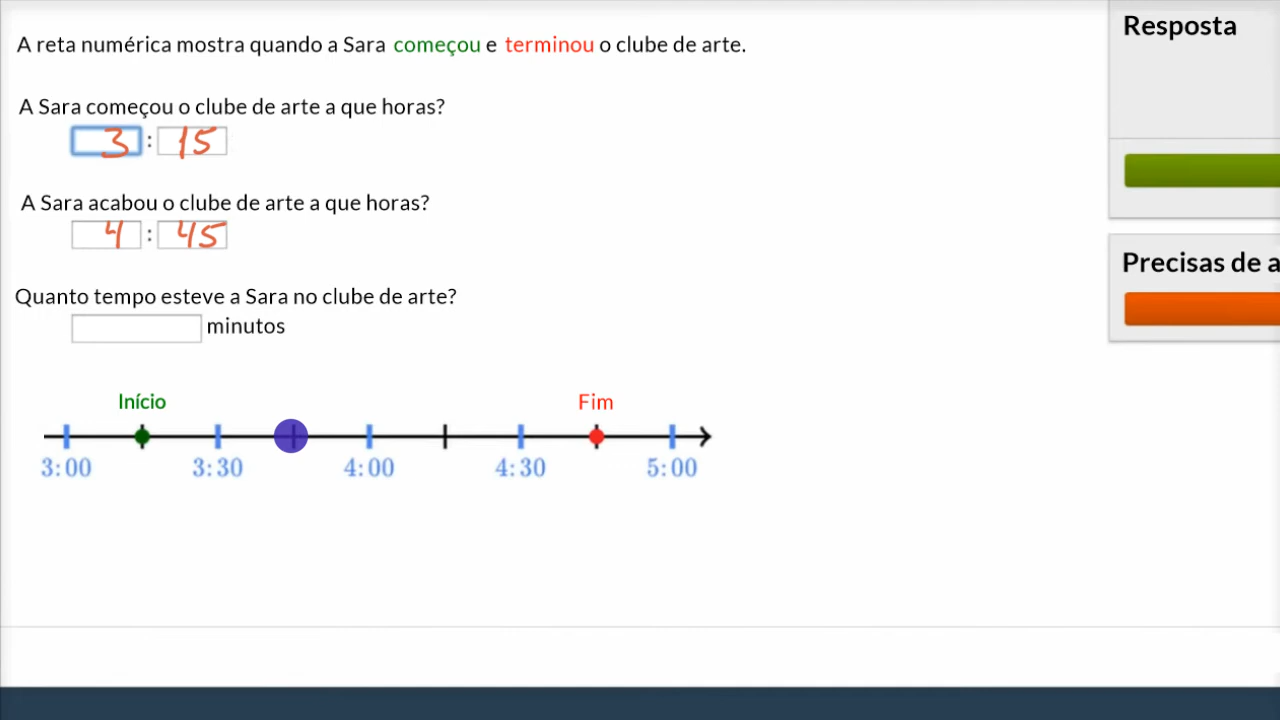 A reta numérica mostra quando a Sara começou e terminou o clube de arte.
Resposta
A Sara começou o clube de arte a que horas?
3 : 15
A Sara acabou o clube de arte a que horas?
4 : 45
Precisas de a
Quanto tempo esteve a Sara no clube de arte?
minutos
Início Fim
3:00 3:30 4:00 4:30 5:00